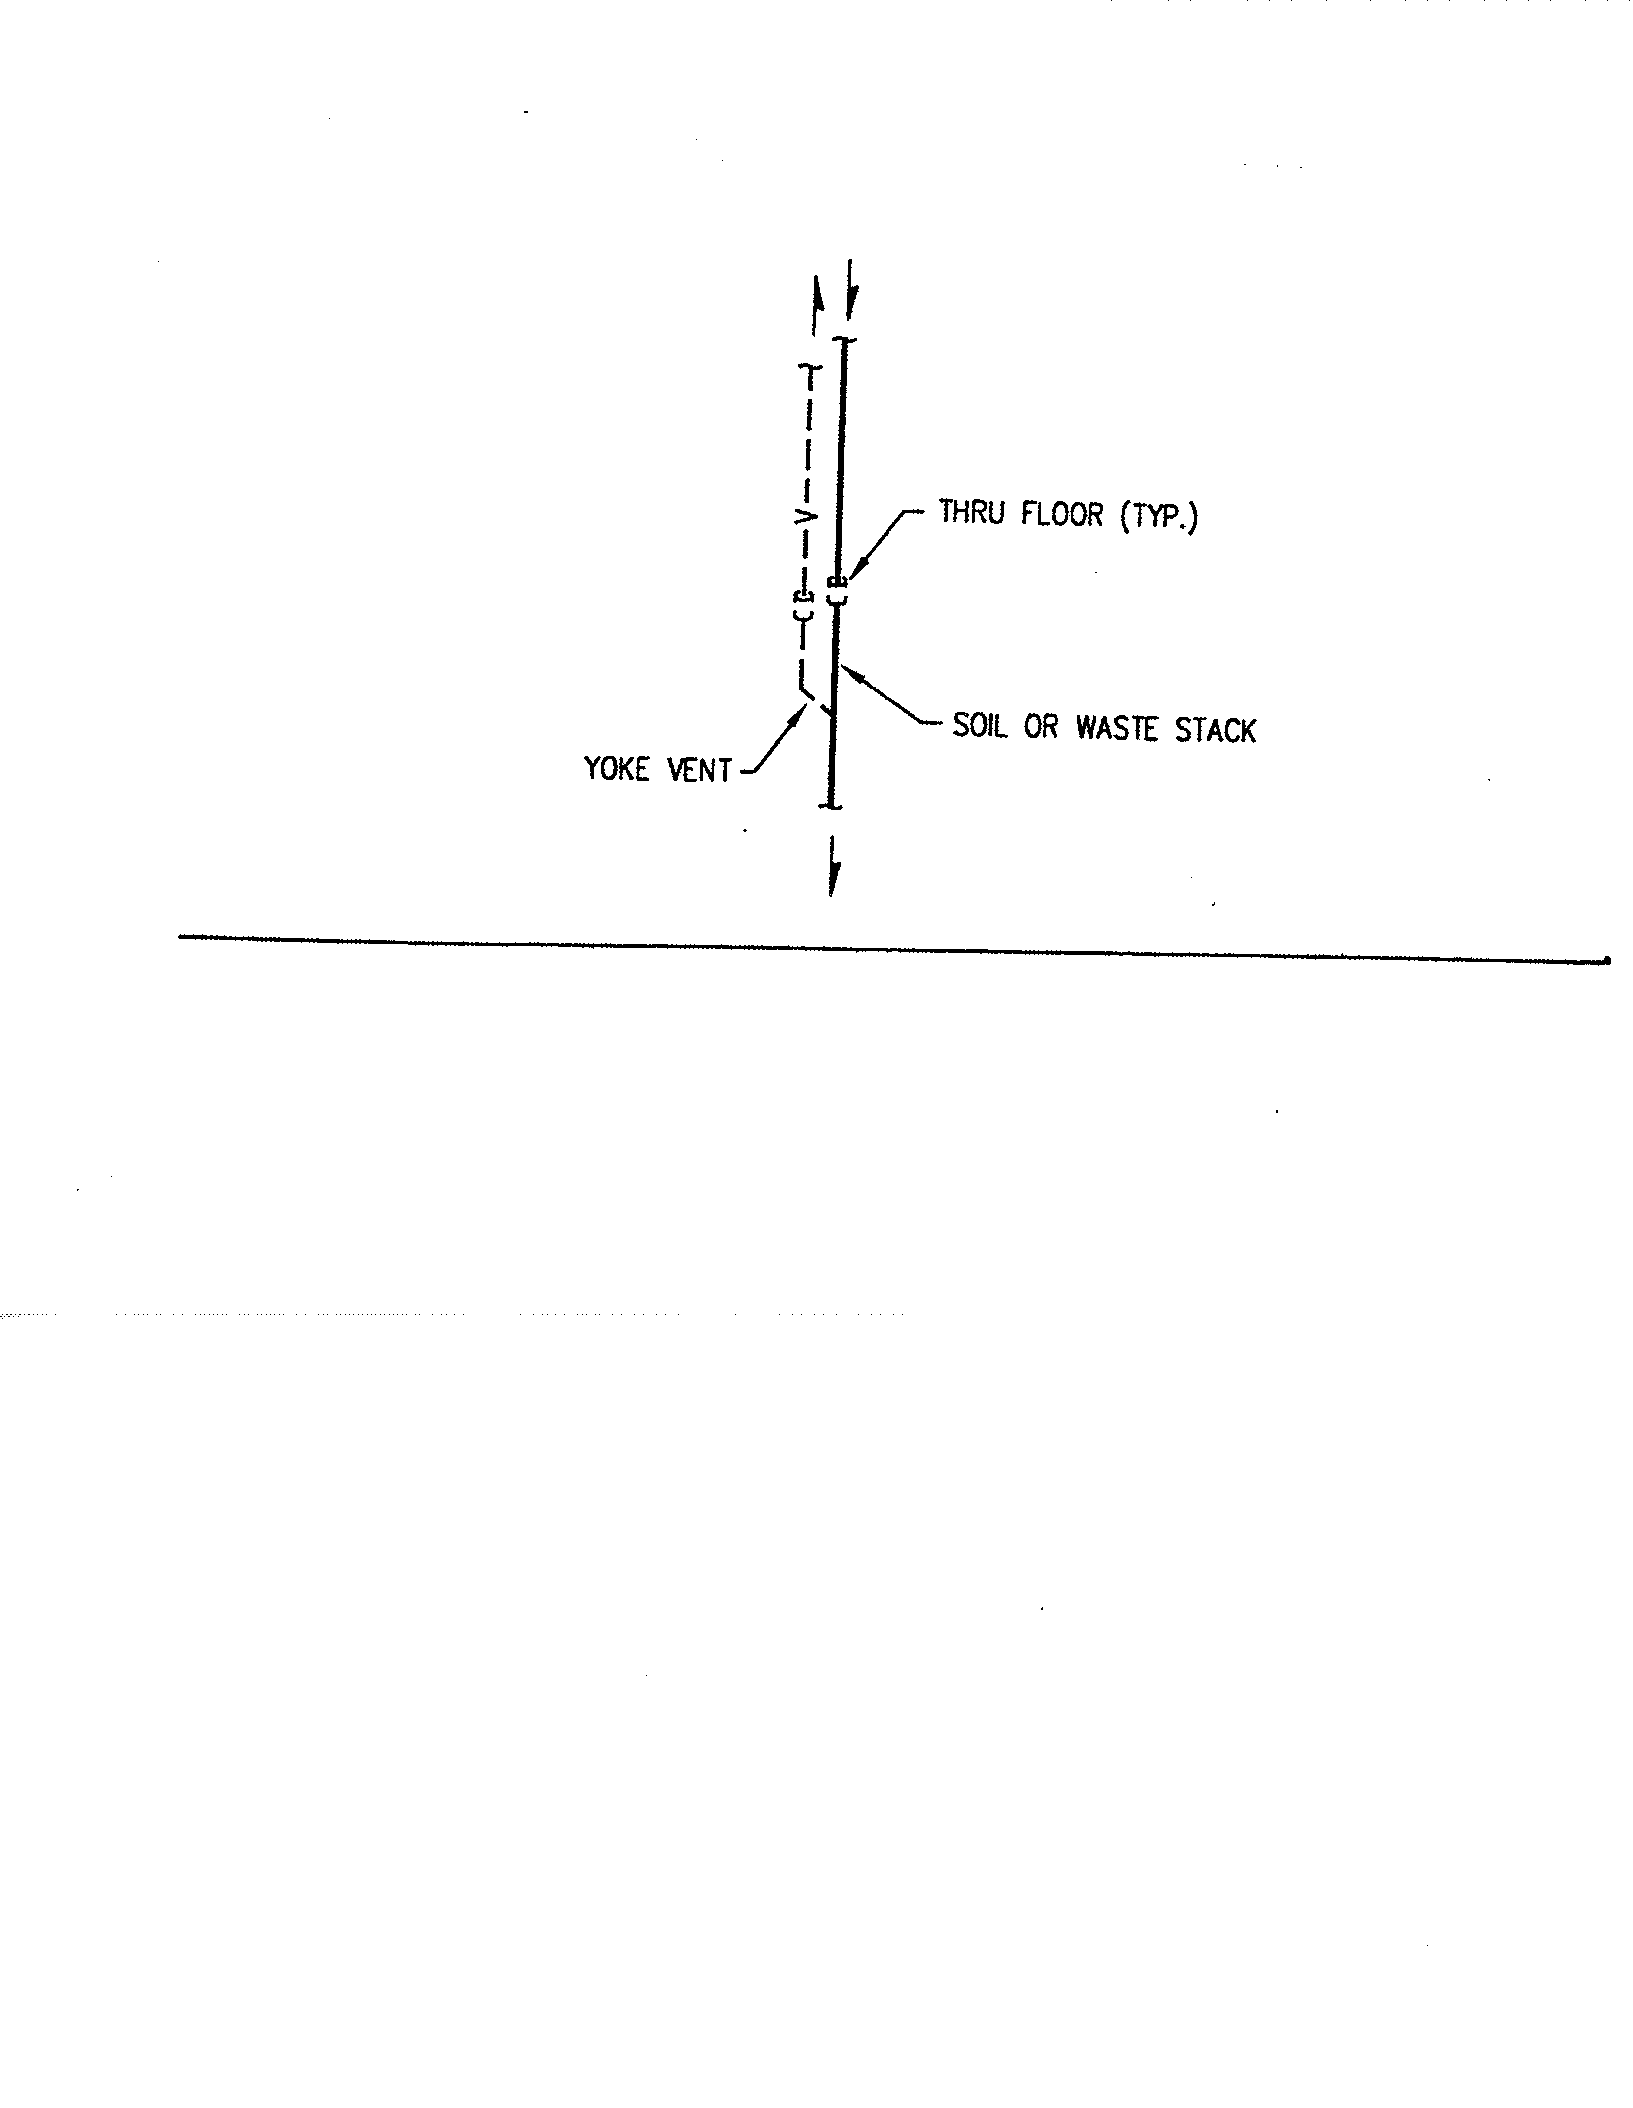 V
THRU FLOOR (TYP.)
SOIL OR WASTE STACK
YOKE VENT